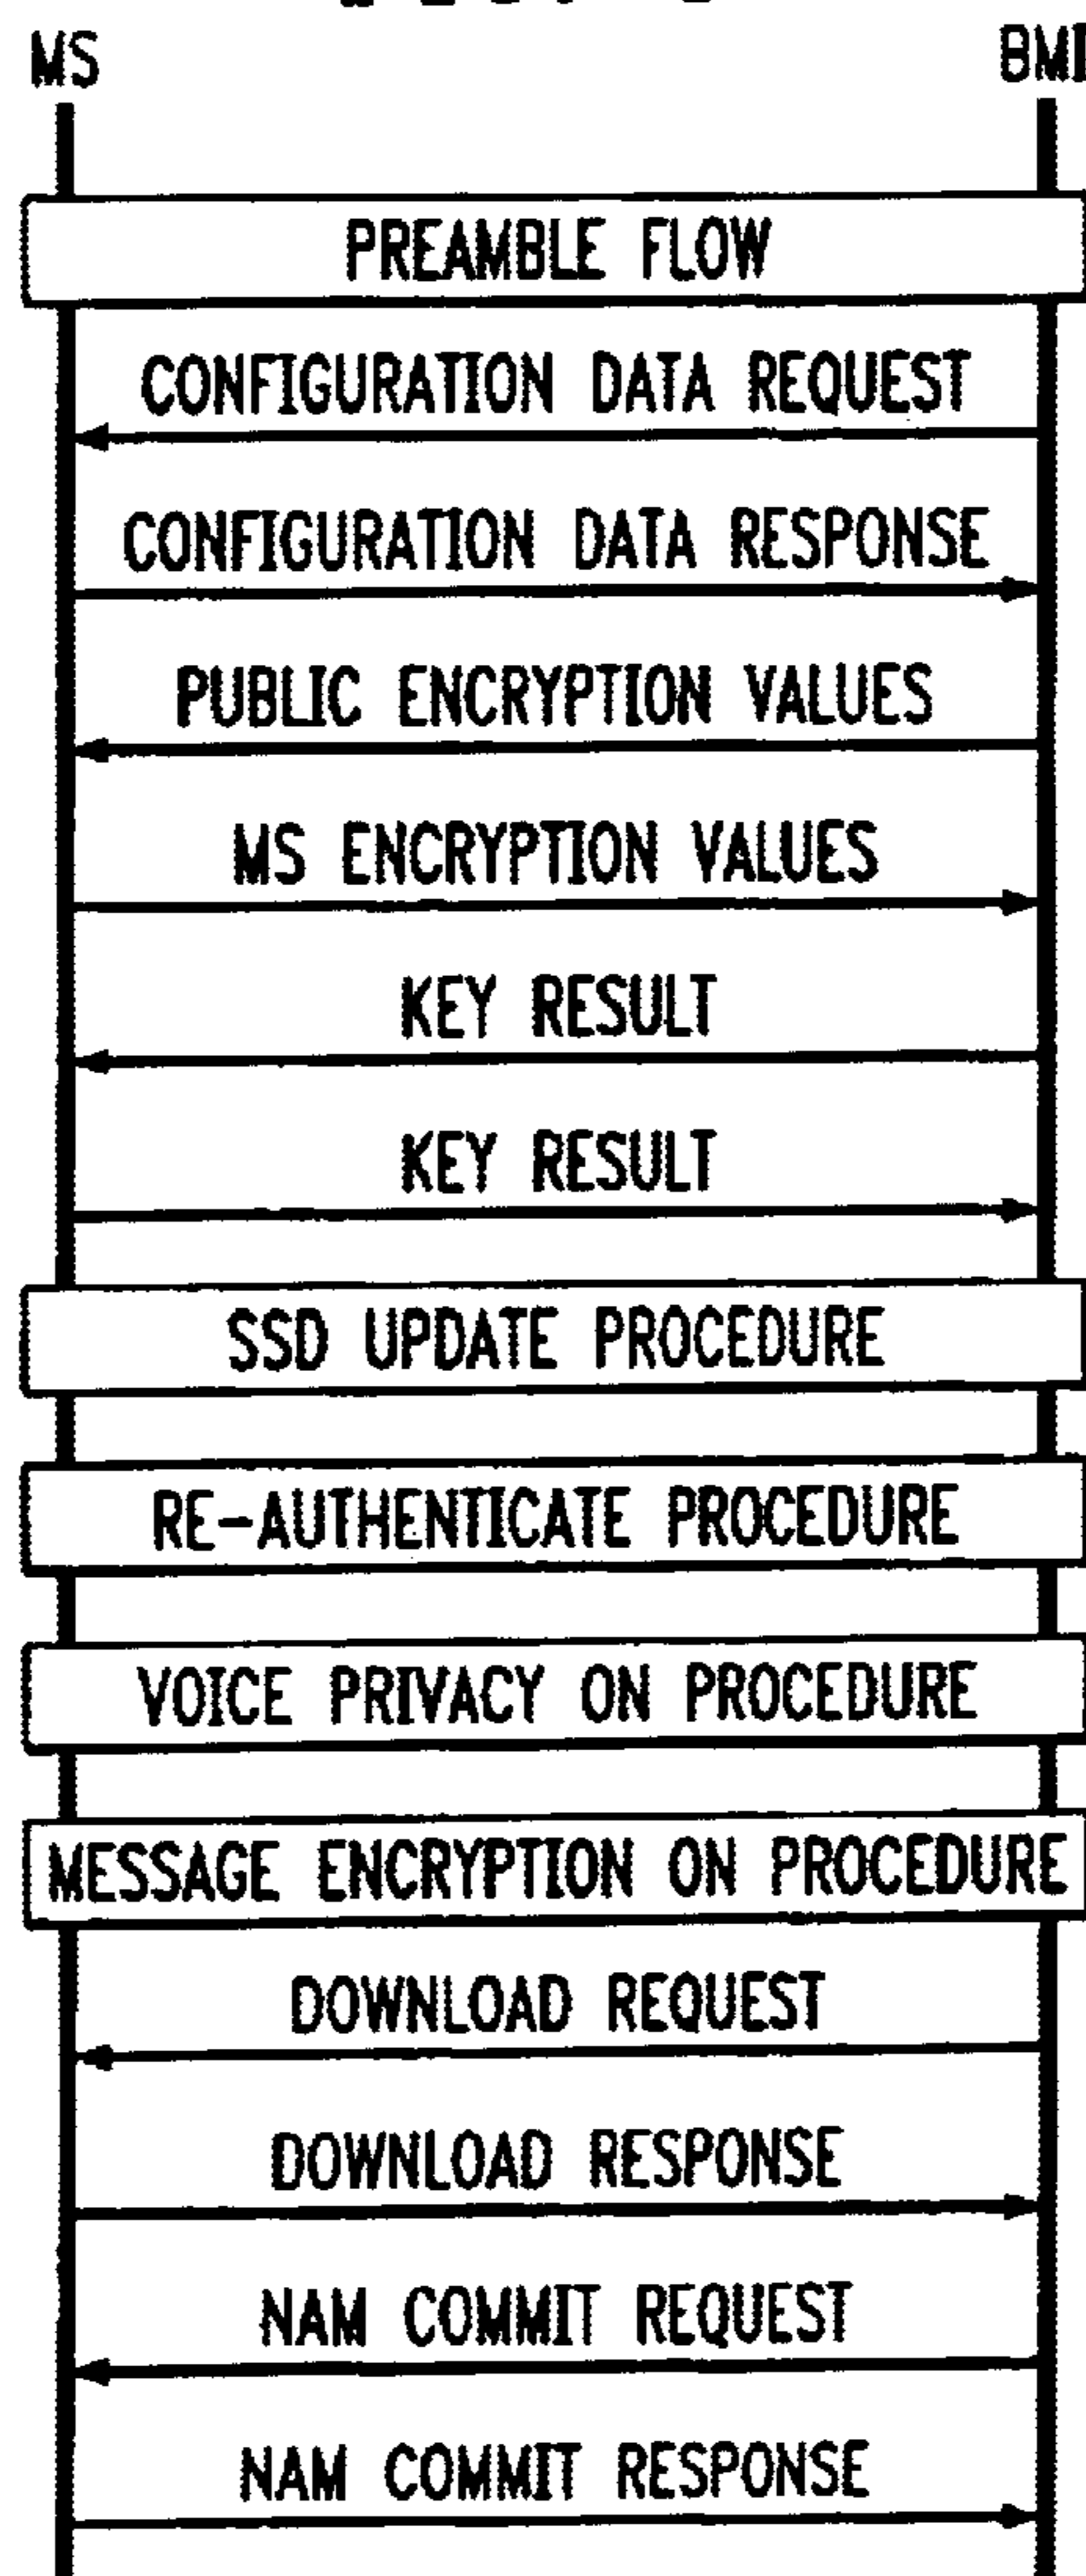 MS
BMI
PREAMBLE FLOW
CONFIGURATION DATA REQUEST
CONFIGURATION DATA RESPONSE
PUBLIC ENCRYPTION VALUES
MS ENCRYPTION VALUES
KEY RESULT
KEY RESULT
SSD UPDATE PROCEDURE
RE-AUTHENTICATE PROCEDURE
VOICE PRIVACY ON PROCEDURE
MESSAGE ENCRYPTION ON PROCEDURE
DOWNLOAD REQUEST
DOWNLOAD RESPONSE
NAM COMMIT REQUEST
NAM COMMIT RESPONSE